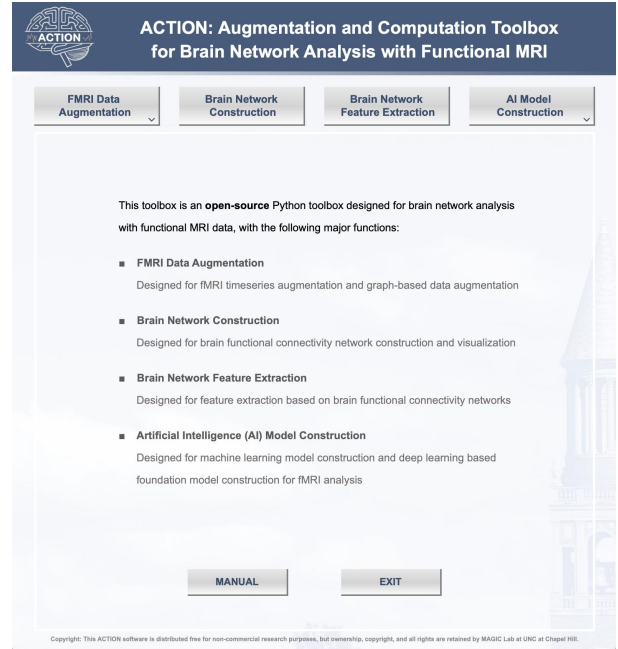 ACTION
ACTION: Augmentation and Computation Toolbox
for Brain Network Analysis with Functional MRI
FMRI Data
Augmentation
Brain Network
Construction
Brain Network
Feature Extraction
AI Model
Construction
This toolbox is an open-source Python toolbox designed for brain network analysis
with functional MRI data, with the following major functions:
■ FMRI Data Augmentation
Designed for fMRI timeseries augmentation and graph-based data augmentation
■ Brain Network Construction
Designed for brain functional connectivity network construction and visualization
■ Brain Network Feature Extraction
Designed for feature extraction based on brain functional connectivity networks
■ Artificial Intelligence (AI) Model Construction
Designed for machine learning model construction and deep learning based
foundation model construction for fMRI analysis
MANUAL
EXIT
Copyright: This ACTION software is distributed free for non-commercial research purposes, but ownership, copyright, and all rights are retained by MAGIC Lab at UNC at Chapel Hill.